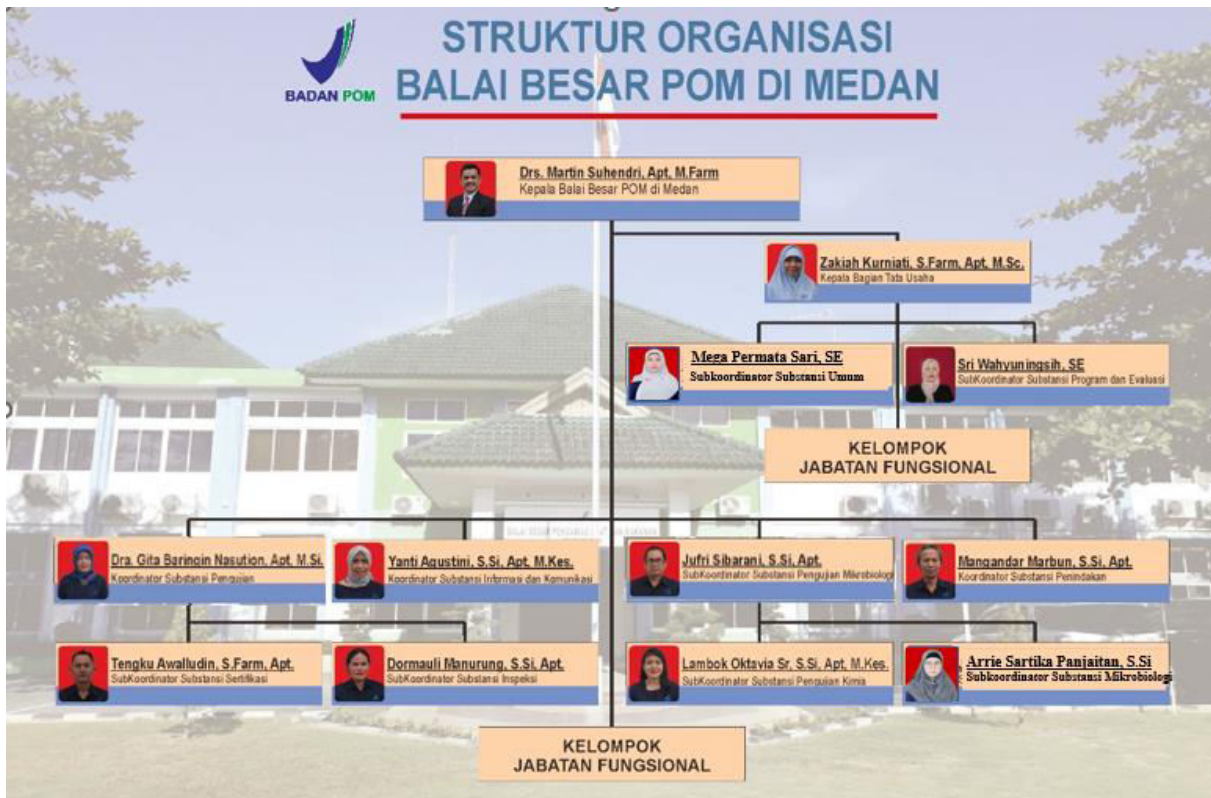 STRUKTUR ORGANISASI
BALAI BESAR POM DI MEDAN
BADAN POM
Drs. Martin Suhendri, Apt, M.Farm
Kepala Balai Besar POM di Medan
Zakiah Kurniati, S.Farm, Apt, M.Sc.
Kepala Bagian Tata Usaha
Mega Permata Sari, SE
Subkoordinator Substansi Umum
Sri Wahyuningsih, SE
SubKoordinator Substansi Program dan Evaluasi
KELOMPOK
JABATAN FUNGSIONAL
Dra. Gita Baringin Nasution, Apt, M.Si.
Koordinator Substansi Pengujian
Yanti Agustini, S.Si, Apt, M.Kes.
Koordinator Substansi Informasi dan Komunikasi
Jufri Sibarani, S.Si, Apt.
SubKoordinator Substansi Pengujian Mikrobiologi
Mangandar Marbun, S.Si, Apt.
Koordinator Substansi Penindakan
Tengku Awalludin, S.Farm, Apt.
SubKoordinator Substansi Sertifikasi
Dormauli Manurung, S.Si, Apt.
SubKoordinator Substansi Inspeksi
Lambok Oktavia Sr, S.Si, Apt, M.Kes.
SubKoordinator Substansi Pengujian Kimia
Arrie Sartika Panjaitan, S.Si
Subkoordinator Substansi Mikrobiologi
KELOMPOK
JABATAN FUNGSIONAL